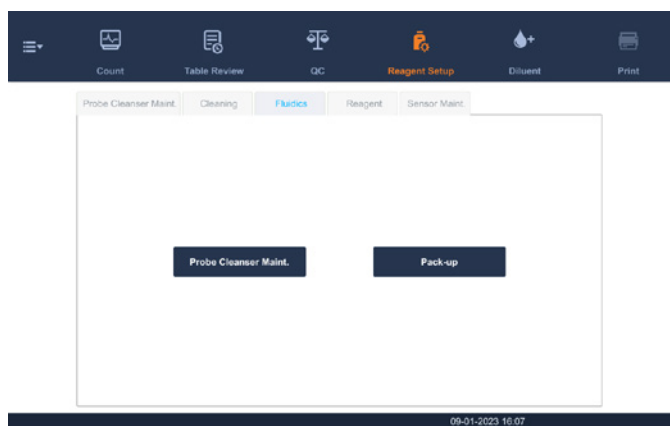 Count Table Review QC Reagent Setup Diluent Print
Probe Cleanser Maint. Cleaning Fluidics Reagent Sensor Maint.
Probe Cleanser Maint. Pack-up
09-01-2023 16:07